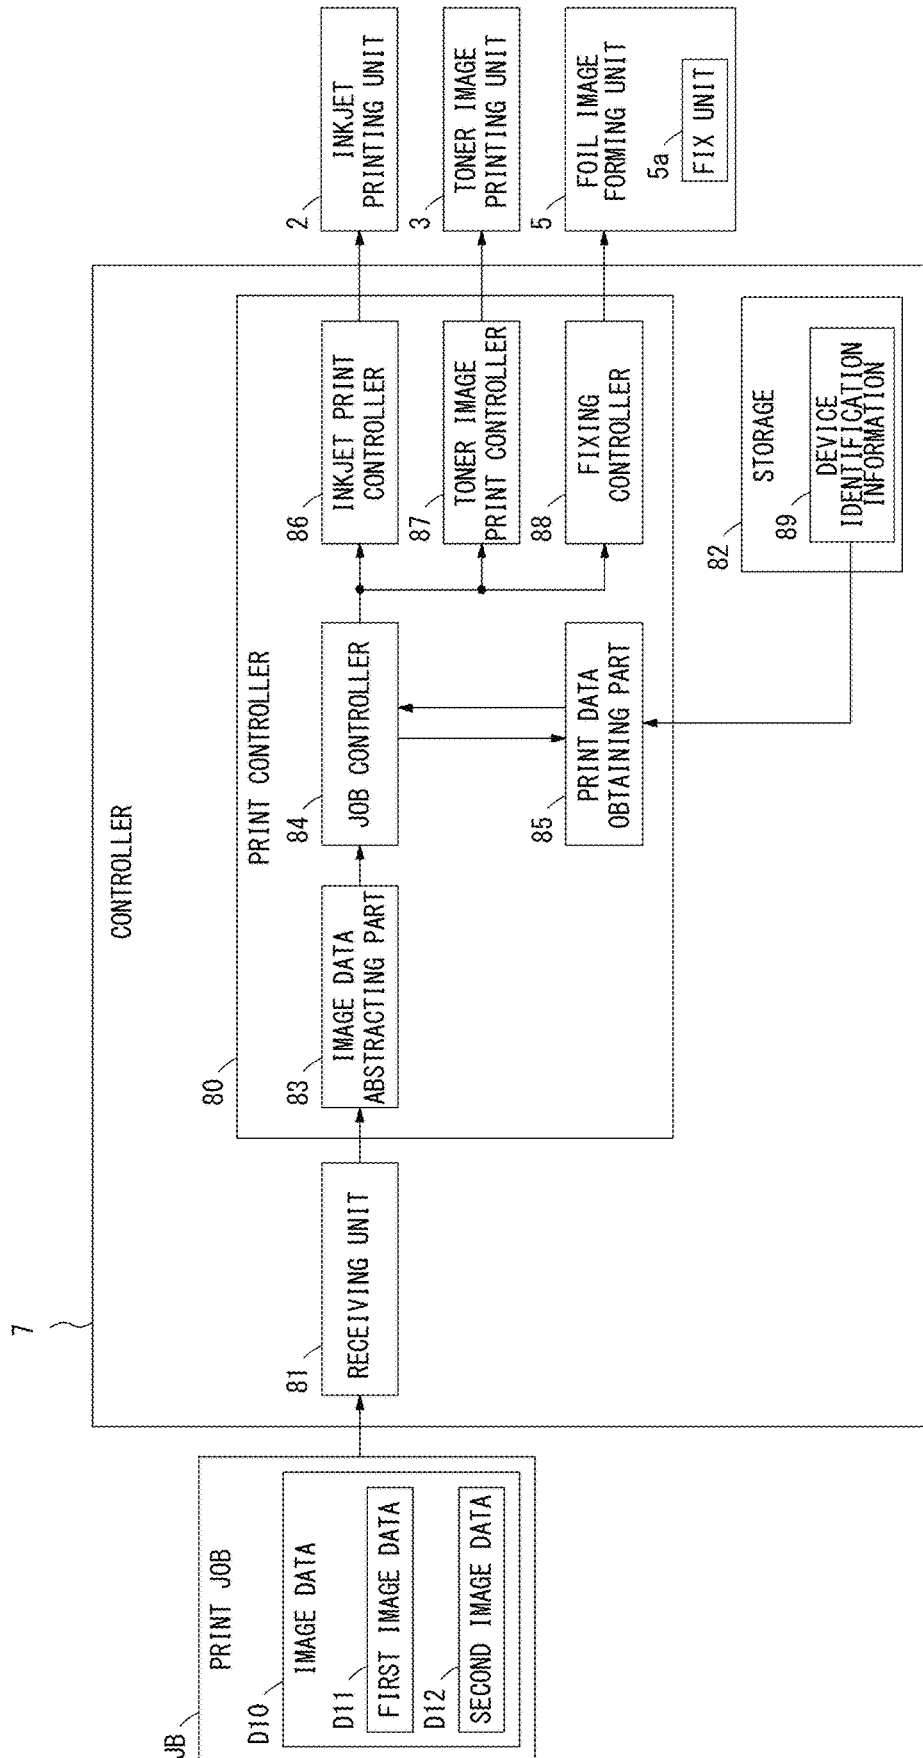 7
CONTROLLER
JB
PRINT JOB
D10
IMAGE DATA
D11
FIRST IMAGE DATA
D12
SECOND IMAGE DATA
81
RECEIVING UNIT
80
PRINT CONTROLLER
83
IMAGE DATA
ABSTRACTING PART
84
JOB CONTROLLER
85
PRINT DATA
OBTAINING PART
86
INKJET PRINT
CONTROLLER
87
TONER IMAGE
PRINT CONTROLLER
88
FIXING
CONTROLLER
82
STORAGE
89
DEVICE
IDENTIFICATION
INFORMATION
2
INKJET
PRINTING UNIT
3
TONER IMAGE
PRINTING UNIT
5
FOIL IMAGE
FORMING UNIT
5a
FIX UNIT